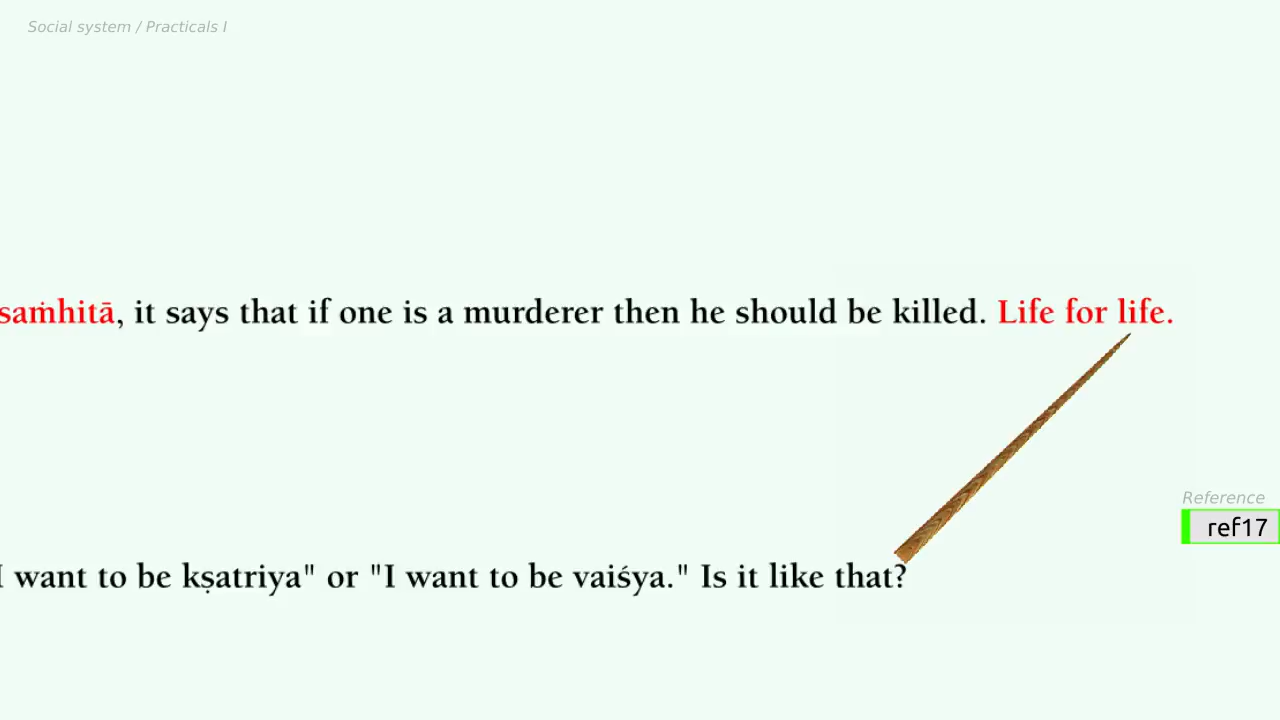 Social system / Practicals I
saṁhitā, it says that if one is a murderer then he should be killed. Life for life.
Reference
ref17
I want to be kṣatriya" or "I want to be vaiśya." Is it like that?